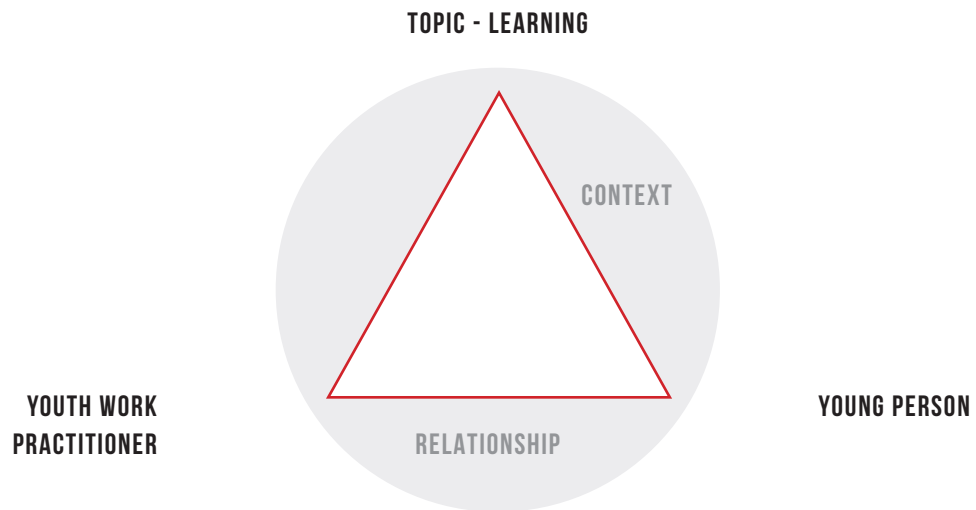 TOPIC - LEARNING
CONTEXT
YOUTH WORK
PRACTITIONER
YOUNG PERSON
RELATIONSHIP